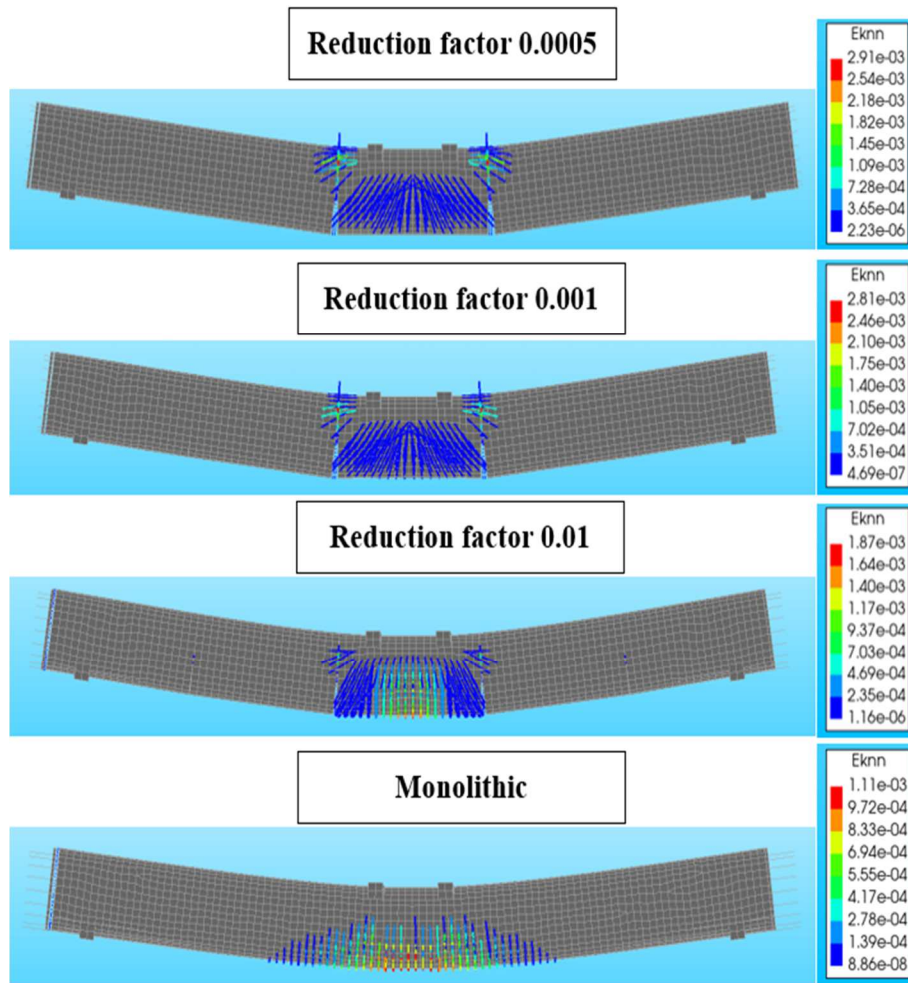 Reduction factor 0.0005
Eknn
2.91e-03
2.54e-03
2.18e-03
1.82e-03
1.45e-03
1.09e-03
7.28e-04
3.65e-04
2.23e-06
Reduction factor 0.001
Eknn
2.81e-03
2.46e-03
2.10e-03
1.75e-03
1.40e-03
1.05e-03
7.02e-04
3.51e-04
4.69e-07
Reduction factor 0.01
Eknn
1.87e-03
1.64e-03
1.40e-03
1.17e-03
9.37e-04
7.03e-04
4.69e-04
2.35e-04
1.16e-06
Monolithic
Eknn
1.11e-03
9.72e-04
8.33e-04
6.94e-04
5.55e-04
4.17e-04
2.78e-04
1.39e-04
8.86e-08